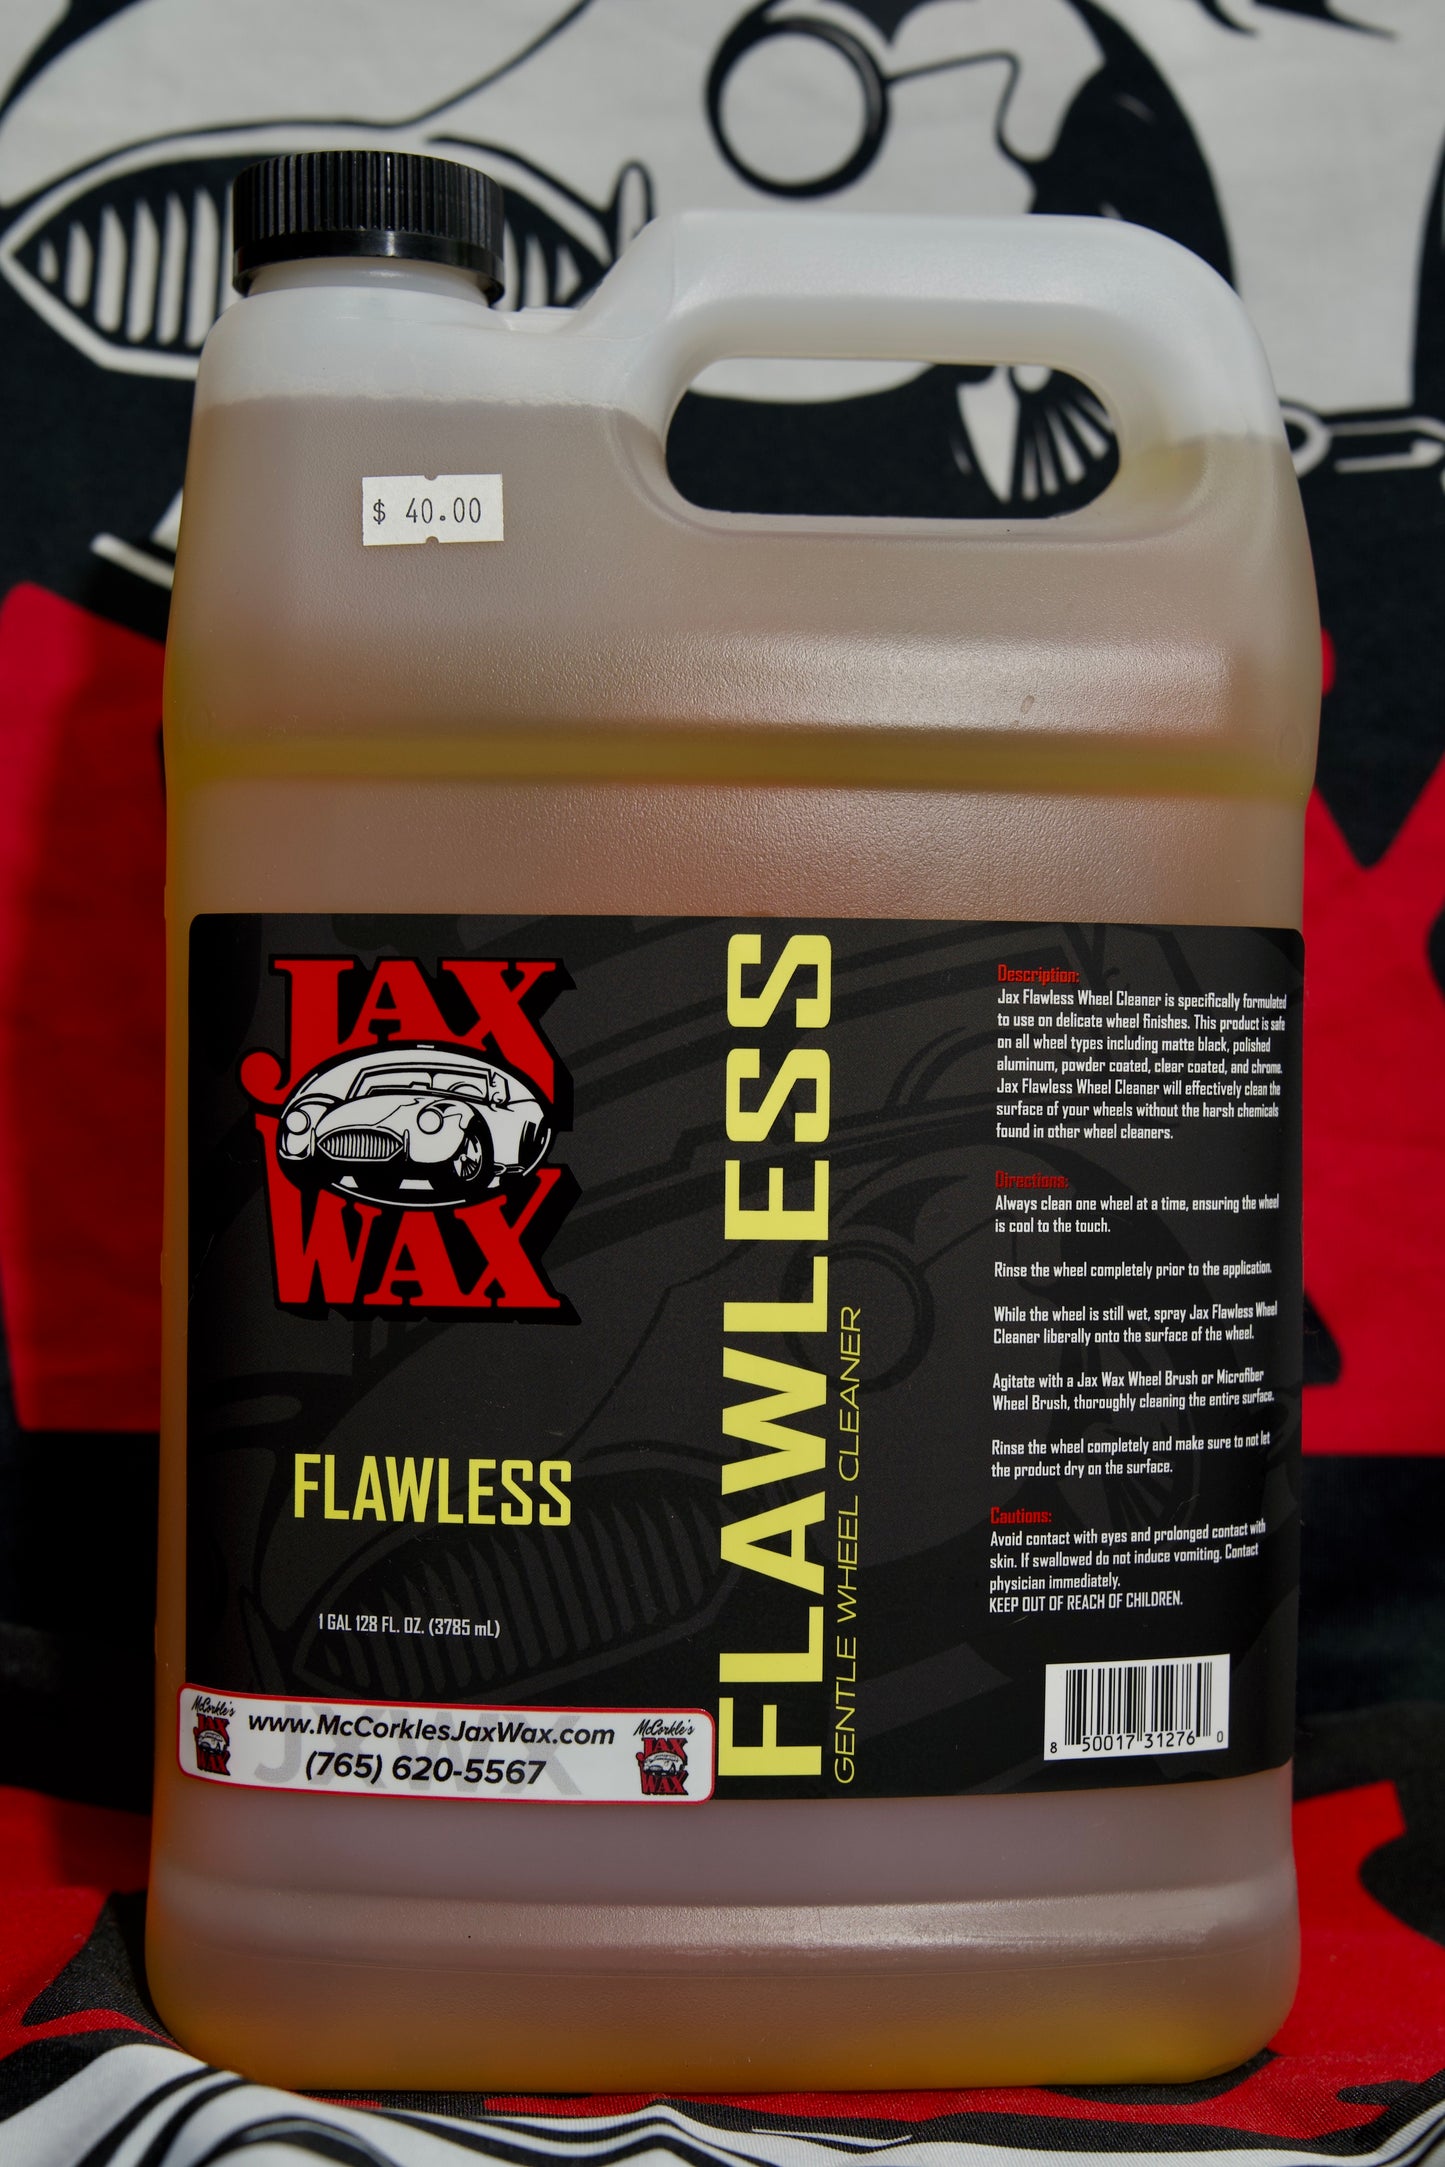 $ 40.00
JAX
WAX
FLAWLESS
1 GAL 128 FL. OZ. (3785 mL)
McCorkle's
JAX
WAX
www.McCorklesJaxWax.com
(765) 620-5567
JXWX
McCorkle's
JAX
WAX
FLAWLESS
GENTLE WHEEL CLEANER
Description:
Jax Flawless Wheel Cleaner is specifically formulated
to use on delicate wheel finishes. This product is safe
on all wheel types including matte black, polished
aluminum, powder coated, clear coated, and chrome.
Jax Flawless Wheel Cleaner will effectively clean the
surface of your wheels without the harsh chemicals
found in other wheel cleaners.
Directions:
Always clean one wheel at a time, ensuring the wheel
is cool to the touch.
Rinse the wheel completely prior to the application.
While the wheel is still wet, spray Jax Flawless Wheel
Cleaner liberally onto the surface of the wheel.
Agitate with a Jax Wax Wheel Brush or Microfiber
Wheel Brush, thoroughly cleaning the entire surface.
Rinse the wheel completely and make sure to not let
the product dry on the surface.
Cautions:
Avoid contact with eyes and prolonged contact with
skin. If swallowed do not induce vomiting. Contact
physician immediately.
KEEP OUT OF REACH OF CHILDREN.
8 50017 31276 0